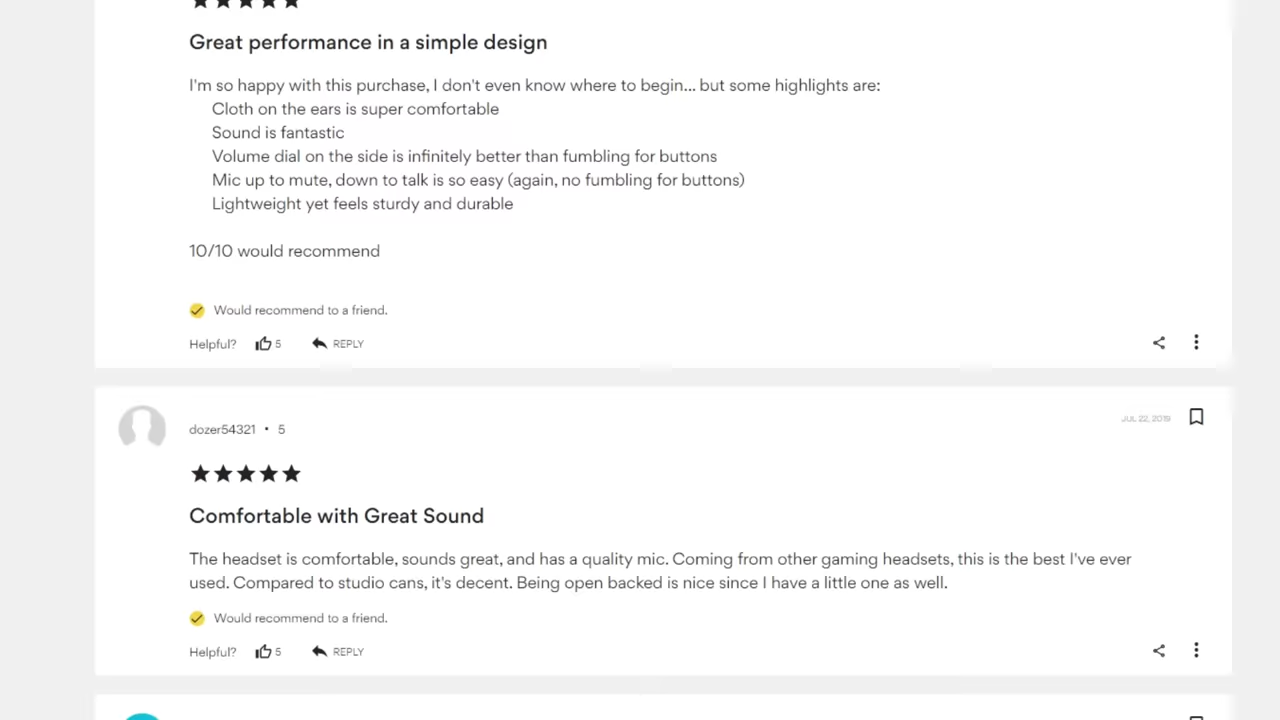 Great performance in a simple design
I'm so happy with this purchase, I don't even know where to begin... but some highlights are:
Cloth on the ears is super comfortable
Sound is fantastic
Volume dial on the side is infinitely better than fumbling for buttons
Mic up to mute, down to talk is so easy (again, no fumbling for buttons)
Lightweight yet feels sturdy and durable
10/10 would recommend
Would recommend to a friend.
Helpful? 5 REPLY
dozer54321 • 5
JUL 22, 2019
Comfortable with Great Sound
The headset is comfortable, sounds great, and has a quality mic. Coming from other gaming headsets, this is the best I've ever
used. Compared to studio cans, it's decent. Being open backed is nice since I have a little one as well.
Would recommend to a friend.
Helpful? 5 REPLY